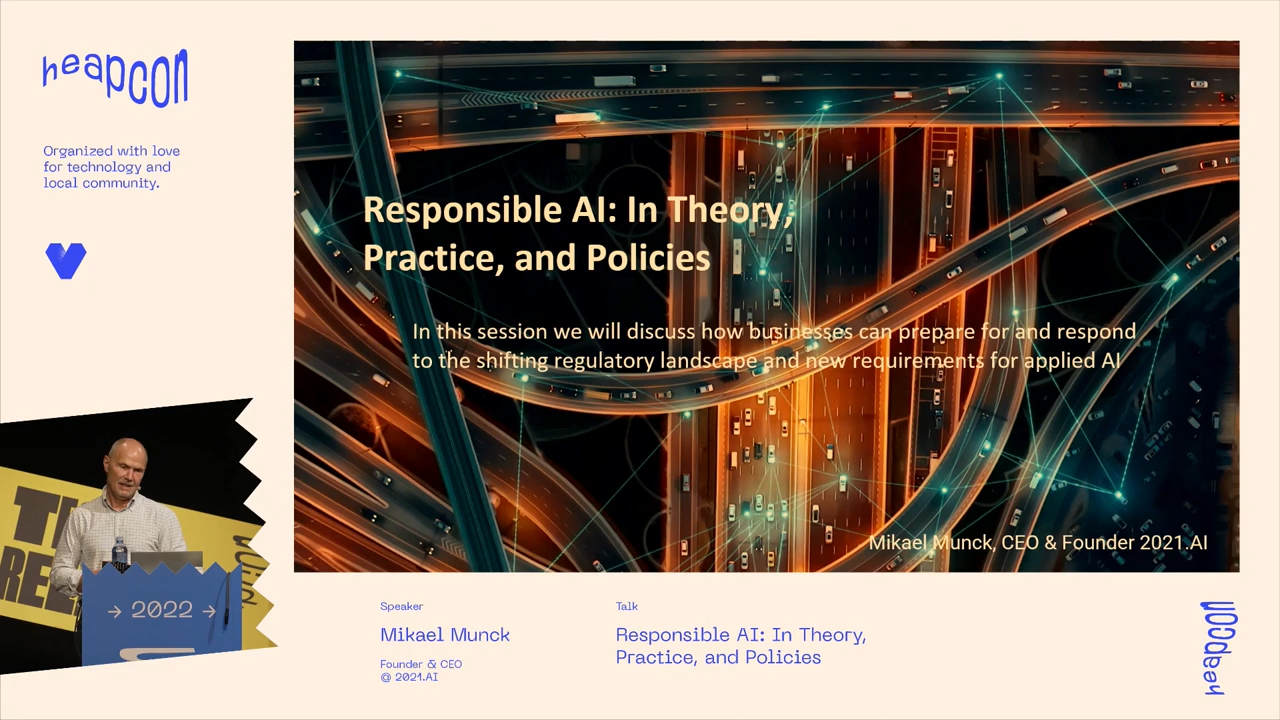 heapcon
Organized with love
for technology and
local community.
Responsible AI: In Theory,
Practice, and Policies
In this session we will discuss how businesses can prepare for and respond
to the shifting regulatory landscape and new requirements for applied AI
Mikael Munck, CEO & Founder 2021.AI
→ 2022 →
Speaker
Mikael Munck
Founder & CEO
@ 2021.AI
Talk
Responsible AI: In Theory,
Practice, and Policies
heapcon